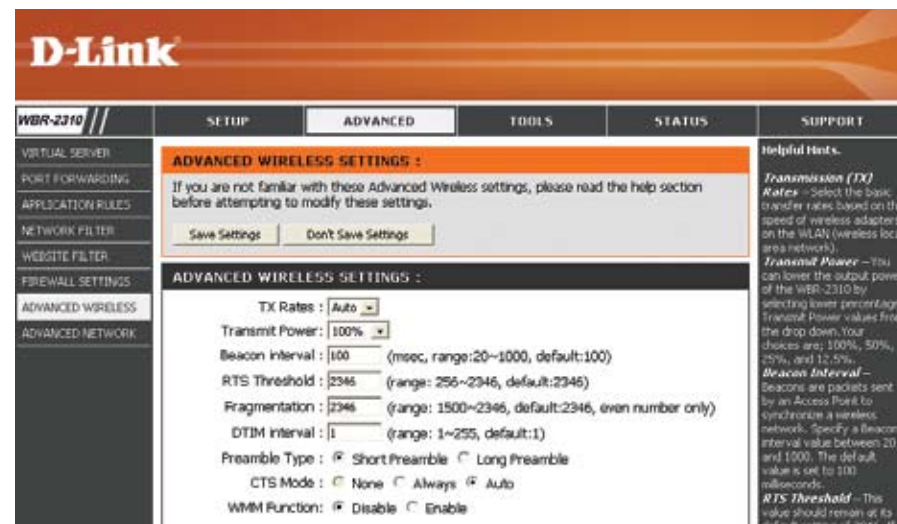 D-Link
WBR-2310
SETUP
ADVANCED
TOOLS
STATUS
SUPPORT
VIRTUAL SERVER
PORT FORWARDING
APPLICATION RULES
NETWORK FILTER
WEBSITE FILTER
FIREWALL SETTINGS
ADVANCED WIRELESS
ADVANCED NETWORK
ADVANCED WIRELESS SETTINGS :
If you are not familiar with these Advanced Wireless settings, please read the help section
before attempting to modify these settings.
Save Settings
Don't Save Settings
ADVANCED WIRELESS SETTINGS :
TX Rates : Auto
Transmit Power: 100%
Beacon interval : 100 (msec, range:20~1000, default:100)
RTS Threshold : 2346 (range: 256~2346, default:2346)
Fragmentation : 2346 (range: 1500~2346, default:2346, even number only)
DTIM interval : 1 (range: 1~255, default:1)
Preamble Type : Short Preamble Long Preamble
CTS Mode : None Always Auto
WMM Function: Disable Enable
Helpful Hints.
Transmission (TX)
Rates - Select the basic
transfer rates based on th
speed of wireless adapters
on the WLAN (wireless loca
area network).
Transmit Power - You
can lower the output powe
of the WBR-2310 by
selecting lower percentage
Transmit Power values fro
the drop down. Your
choices are; 100%, 50%,
25%, and 12.5%.
Beacon Interval -
Beacons are packets sent
by an Access Point to
synchronize a wireless
network. Specify a Beacon
interval value between 20
and 1000. The default
value is set to 100
milliseconds.
RTS Threshold - This
value should remain at its